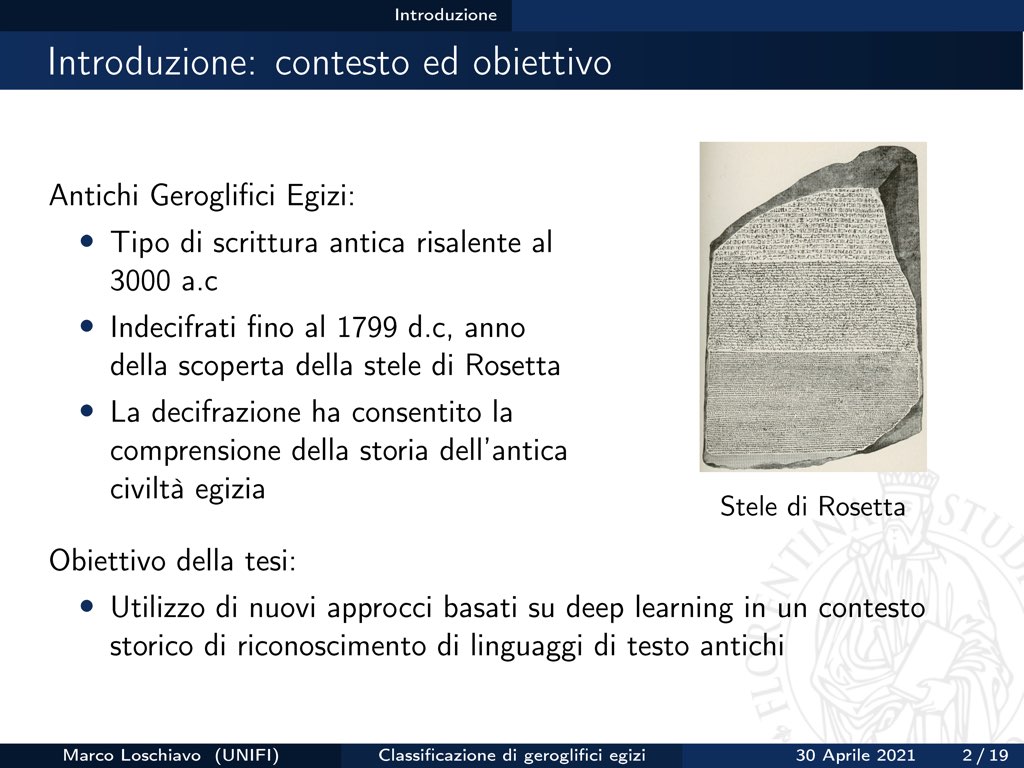 Introduzione
Introduzione: contesto ed obiettivo
Antichi Geroglifici Egizi:
• Tipo di scrittura antica risalente al
3000 a.c
• Indecifrati fino al 1799 d.c, anno
della scoperta della stele di Rosetta
• La decifrazione ha consentito la
comprensione della storia dell'antica
civiltà egizia
Stele di Rosetta
Obiettivo della tesi:
• Utilizzo di nuovi approcci basati su deep learning in un contesto
storico di riconoscimento di linguaggi di testo antichi
FLORENTINA STUD
Marco Loschiavo (UNIFI) Classificazione di geroglifici egizi 30 Aprile 2021 2 / 19